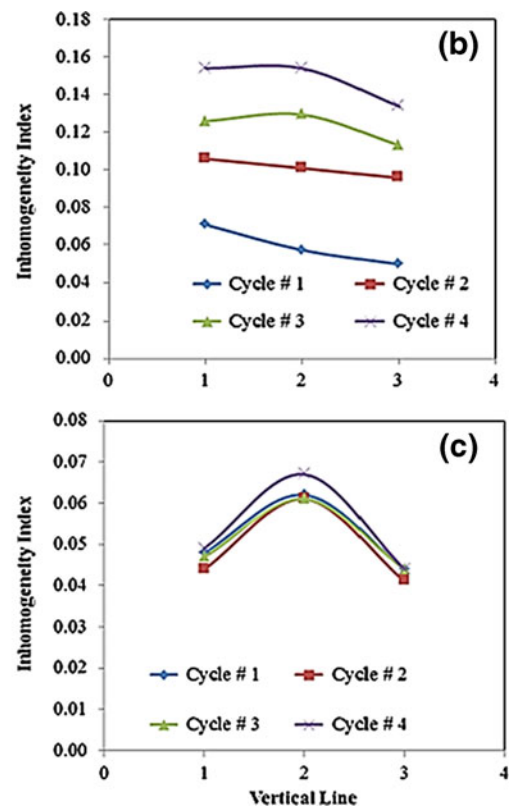 (b)
Inhomogeneity Index
0.18
0.16
0.14
0.12
0.10
0.08
0.06
0.04
0.02
0.00
Cycle # 1
Cycle # 2
Cycle # 3
Cycle # 4
0
1
2
3
4
(c)
Inhomogeneity Index
0.08
0.07
0.06
0.05
0.04
0.03
0.02
0.01
0.00
Cycle # 1
Cycle # 2
Cycle # 3
Cycle # 4
0
1
2
3
4
Vertical Line